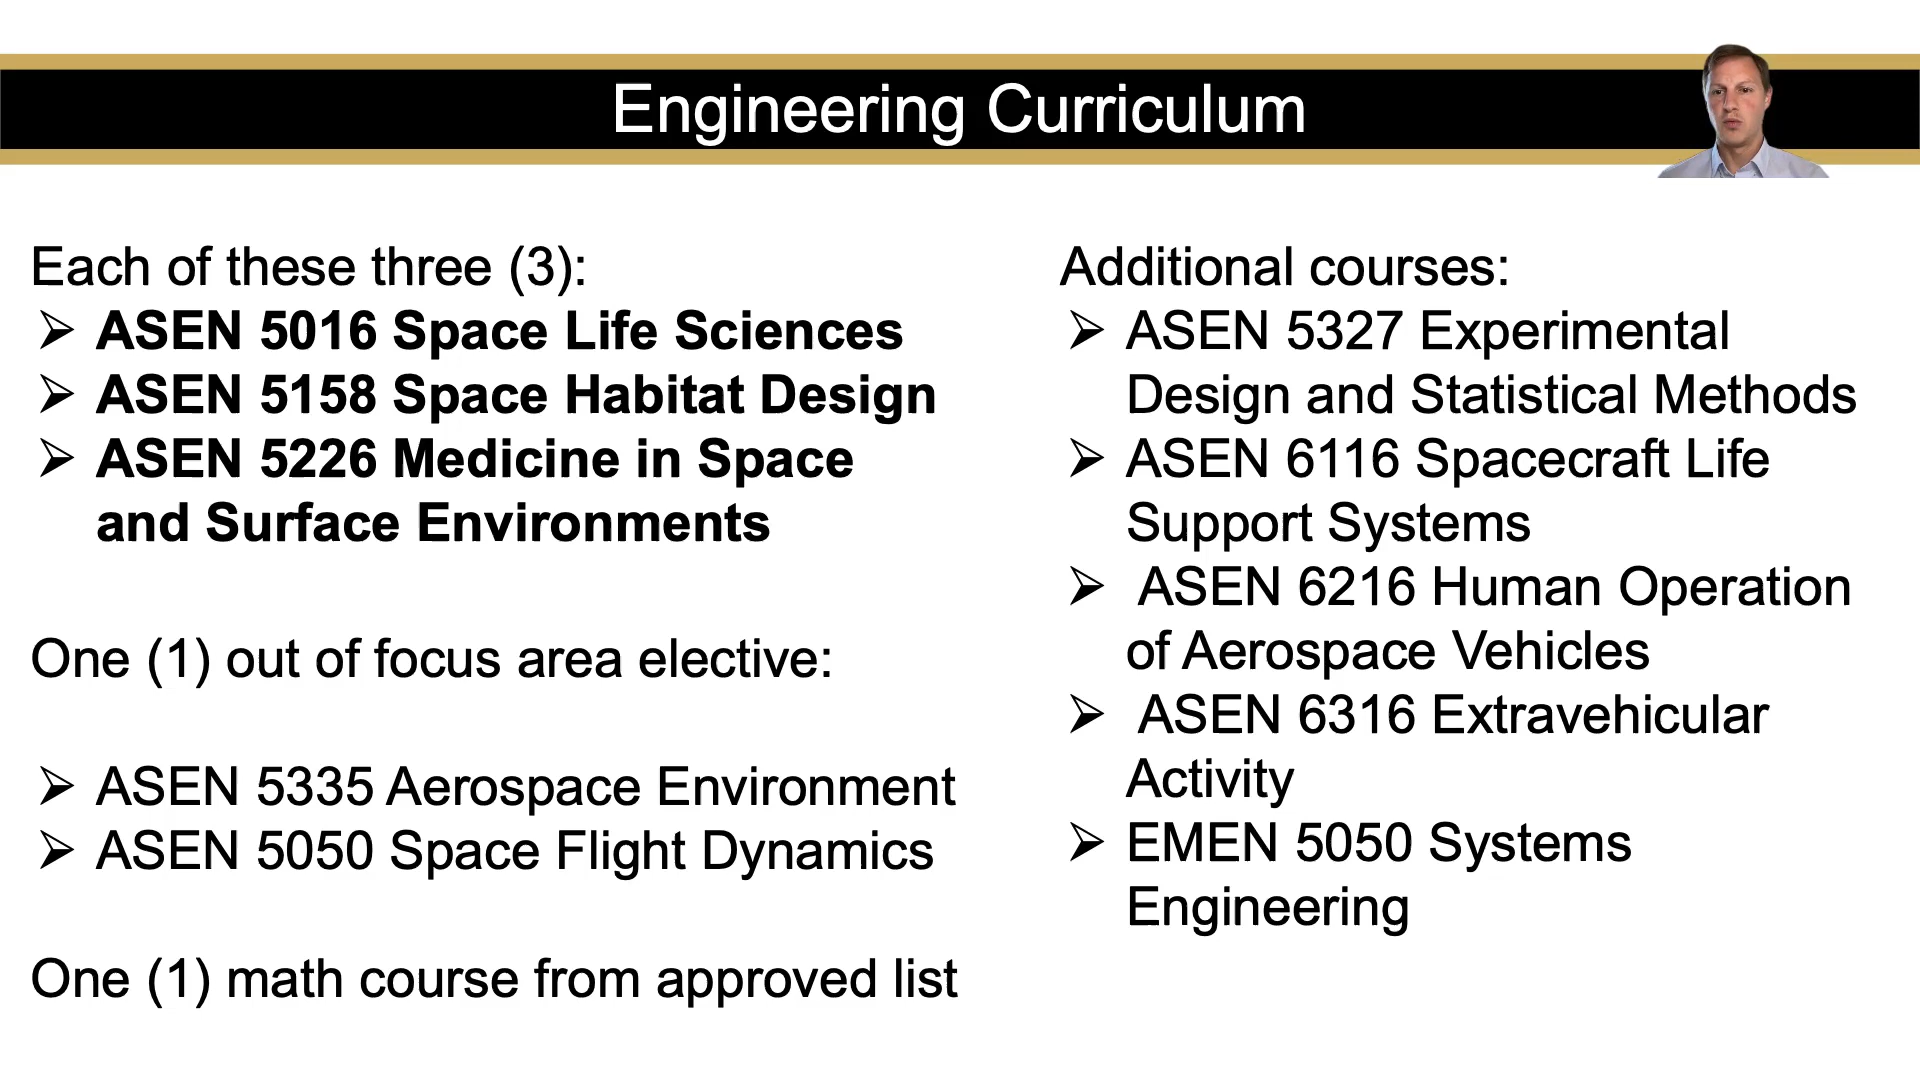 Engineering Curriculum
Each of these three (3):
➢ ASEN 5016 Space Life Sciences
➢ ASEN 5158 Space Habitat Design
➢ ASEN 5226 Medicine in Space
and Surface Environments
One (1) out of focus area elective:
➢ ASEN 5335 Aerospace Environment
➢ ASEN 5050 Space Flight Dynamics
One (1) math course from approved list
Additional courses:
➢ ASEN 5327 Experimental
Design and Statistical Methods
➢ ASEN 6116 Spacecraft Life
Support Systems
➢ ASEN 6216 Human Operation
of Aerospace Vehicles
➢ ASEN 6316 Extravehicular
Activity
➢ EMEN 5050 Systems
Engineering